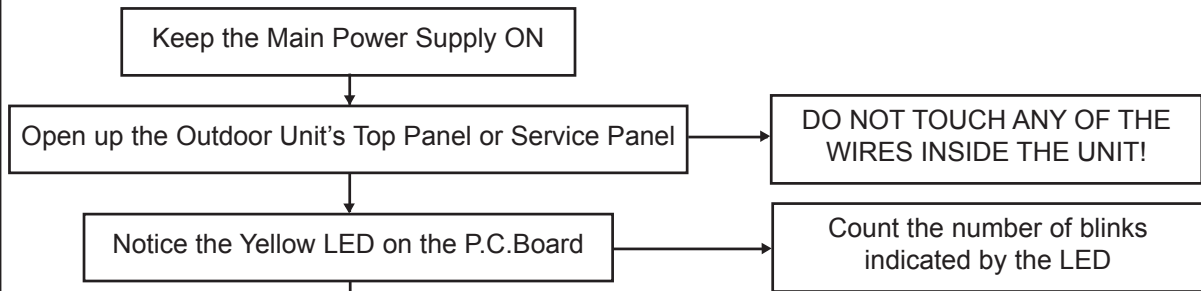 Keep the Main Power Supply ON
Open up the Outdoor Unit's Top Panel or Service Panel
DO NOT TOUCH ANY OF THE
WIRES INSIDE THE UNIT!
Notice the Yellow LED on the P.C.Board
Count the number of blinks
indicated by the LED